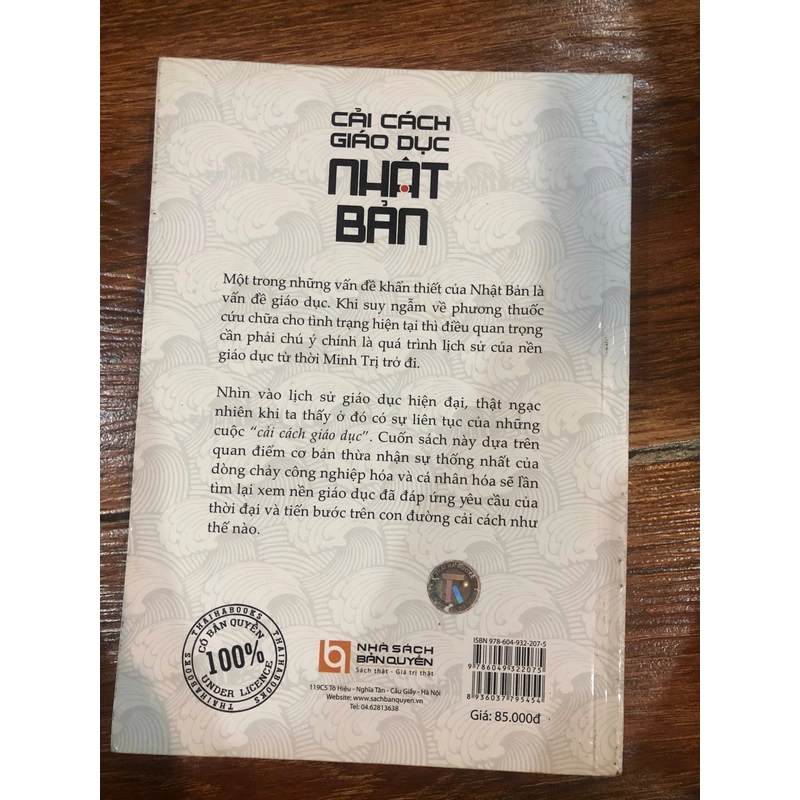 CẢI CÁCH
GIÁO DỤC
NHẬT
BẢN
Một trong những vấn đề khẩn thiết của Nhật Bản là
vấn đề giáo dục. Khi suy ngẫm về phương thuốc
cứu chữa cho tình trạng hiện tại thì điều quan trọng
cần phải chú ý chính là quá trình lịch sử của nền
giáo dục từ thời Minh Trị trở đi.
Nhìn vào lịch sử giáo dục hiện đại, thật ngạc
nhiên khi ta thấy ở đó có sự liên tục của những
cuộc "cải cách giáo dục". Cuốn sách này dựa trên
quan điểm cơ bản thừa nhận sự thống nhất của
dòng chảy công nghiệp hóa và cá nhân hóa sẽ lần
tìm lại xem nền giáo dục đã đáp ứng yêu cầu của
thời đại và tiến bước trên con đường cải cách như
thế nào.
THAIHABOOKS
CÓ BẢN QUYỀN
100%
UNDER LICENCE
THAIHABOOKS
THAIHABOOKS
NHÀ SÁCH
BẢN QUYỀN
Sách thật - Giá trị thật
119C5 Tô Hiệu - Nghĩa Tân - Cầu Giấy - Hà Nội
Website: www.sachbanquyen.vn
Tel: 04.62813638
ISBN 978-604-932-207-5
9 786049 322075
8 936037 795454
Giá: 85.000đ